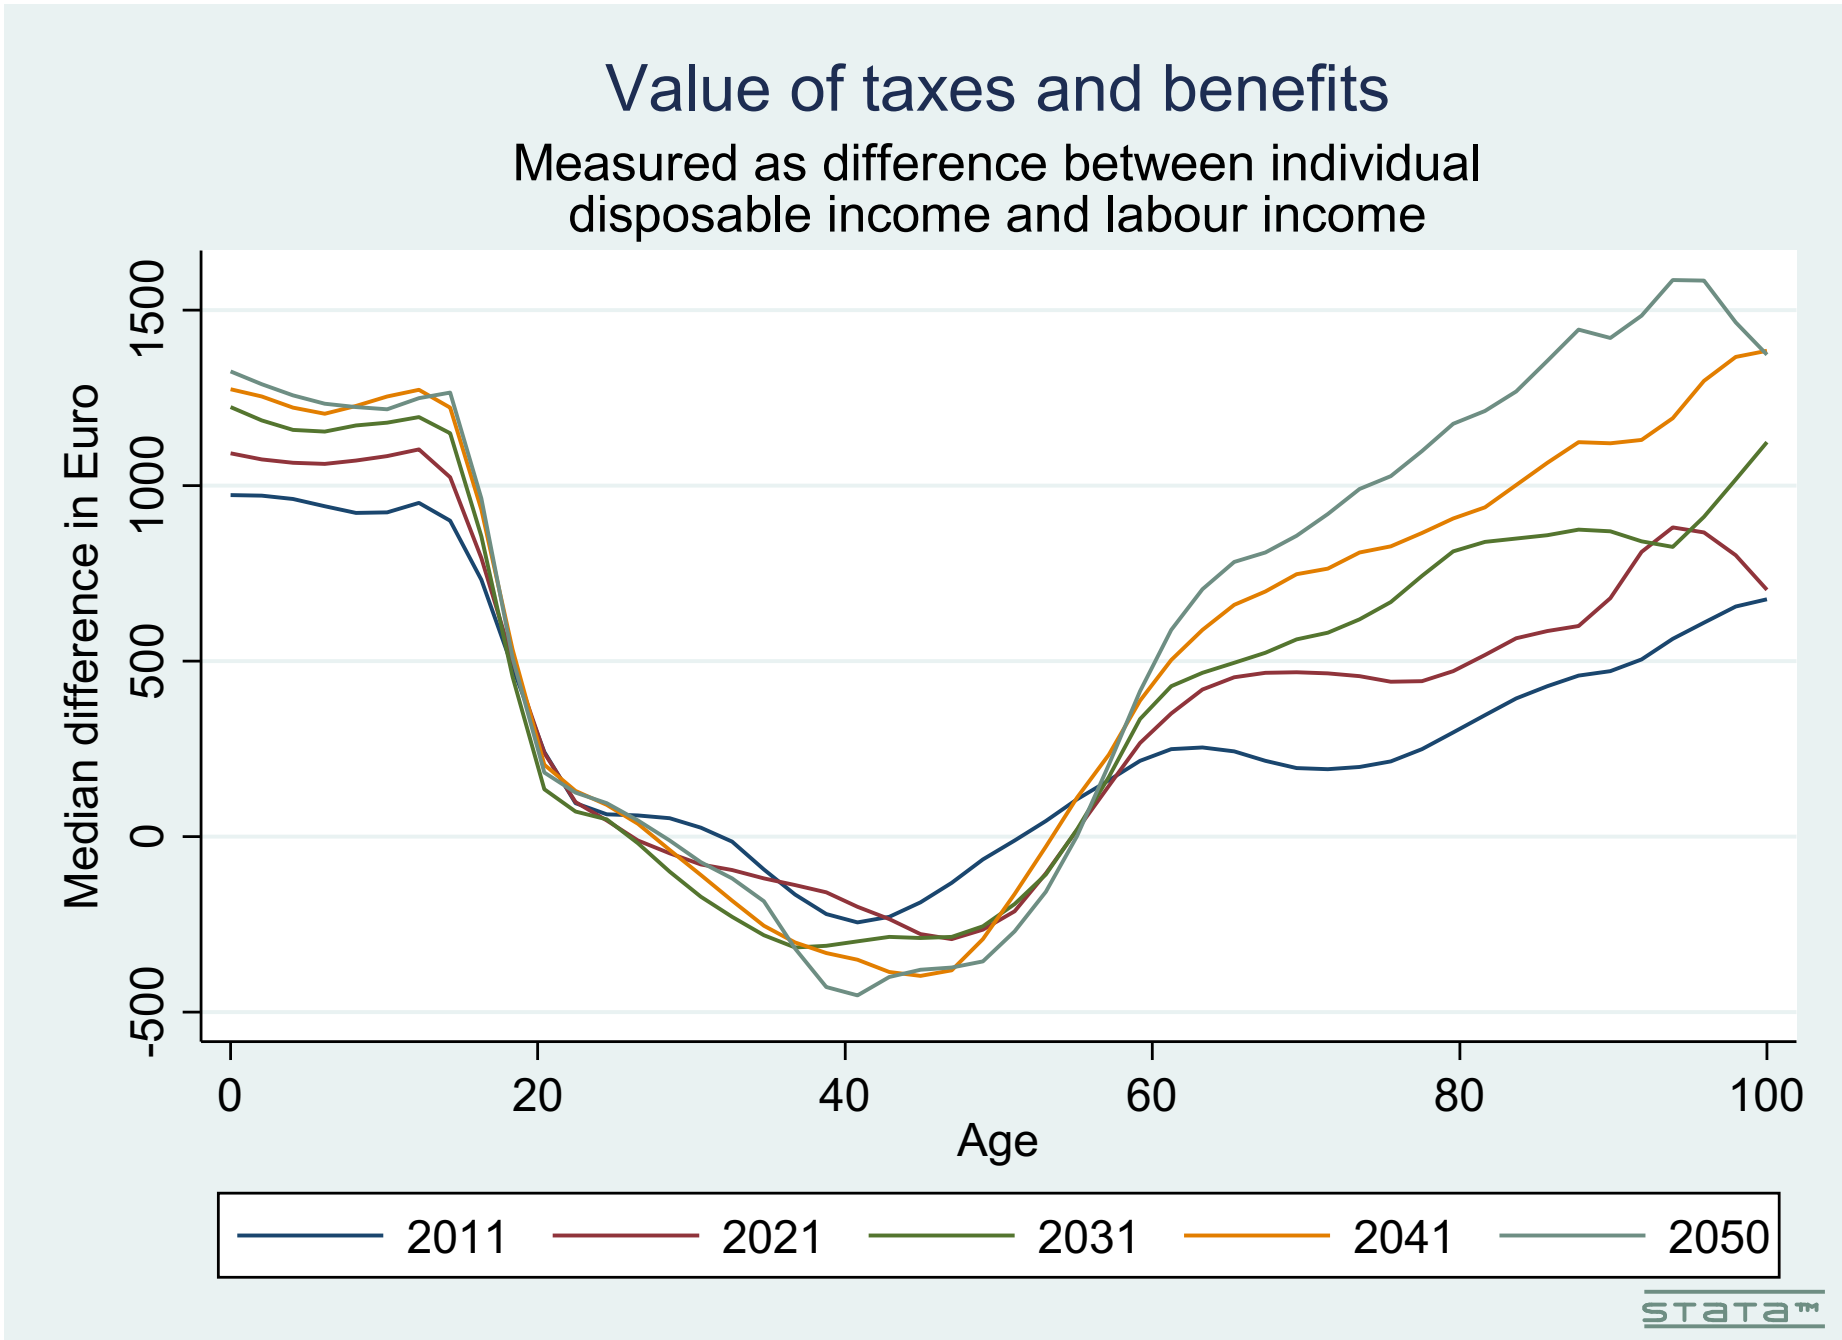 Value of taxes and benefits
Measured as difference between individual
disposable income and labour income
Median difference in Euro
1500
1000
500
0
-500
0 20 40 60 80 100
Age
2011 2021 2031 2041 2050
STATA™